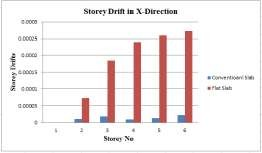 Storey Drift in X-Direction
0.0003
0.00025
0.0002
0.00015
0.0001
0.00005
0
Storey Drifts
1 2 3 4 5 6
Storey No
Conventioanl Slab
Flat Slab